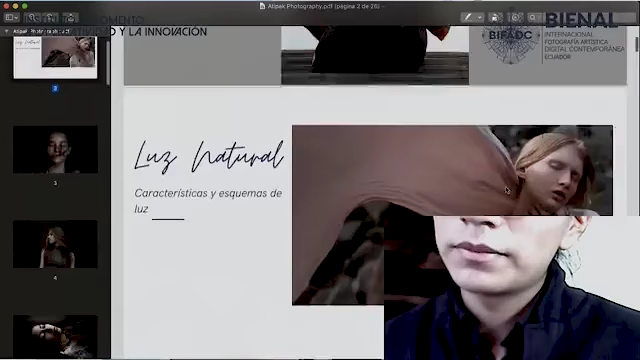 Atipak Photography.pdf (página 2 de 26)
Y LA INNOVACIÓN
BIENAL
INTERNACIONAL
FOTOGRAFÍA ARTÍSTICA
DIGITAL CONTEMPORÁNEA
ECUADOR
BIFADC
2
Luz Natural
Características y esquemas de
luz
3
4